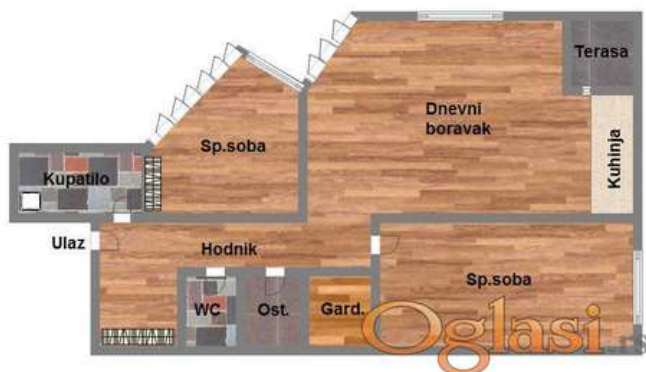 Terasa
Dnevni
boravak
Sp.soba
Kuhinja
Kupatilo
Ulaz
Hodnik
Sp.soba
WC
Ost.
Gard.
Oglasi.rs